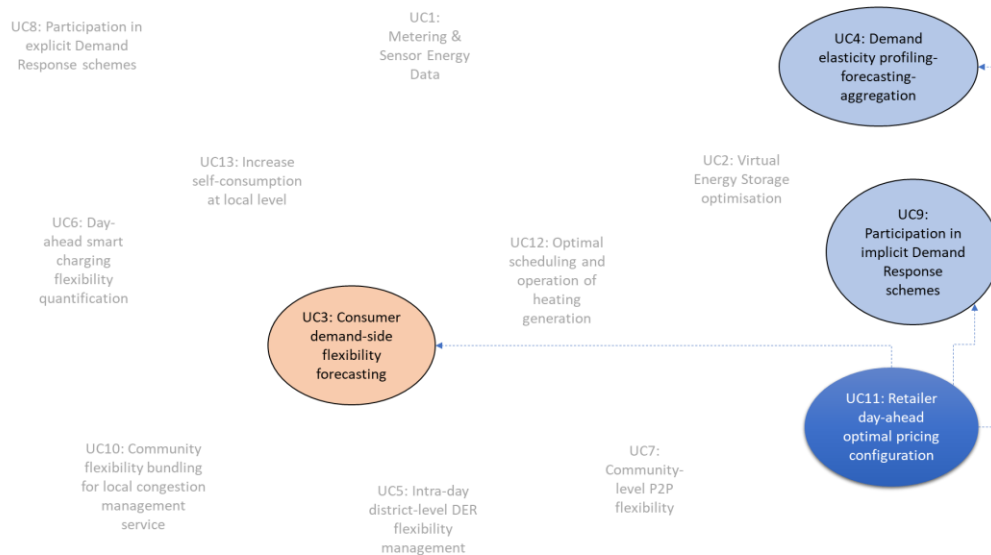 UC8: Participation in
explicit Demand
Response schemes
UC1:
Metering &
Sensor Energy
Data
UC4: Demand
elasticity profiling-
forecasting-
aggregation
UC13: Increase
self-consumption
at local level
UC2: Virtual
Energy Storage
optimisation
UC6: Day-
ahead smart
charging
flexibility
quantification
UC12: Optimal
scheduling and
operation of
heating
generation
UC9:
Participation in
implicit Demand
Response
schemes
UC3: Consumer
demand-side
flexibility
forecasting
UC11: Retailer
day-ahead
optimal pricing
configuration
UC10: Community
flexibility bundling
for local congestion
management
service
UC5: Intra-day
district-level DER
flexibility
management
UC7:
Community-
level P2P
flexibility